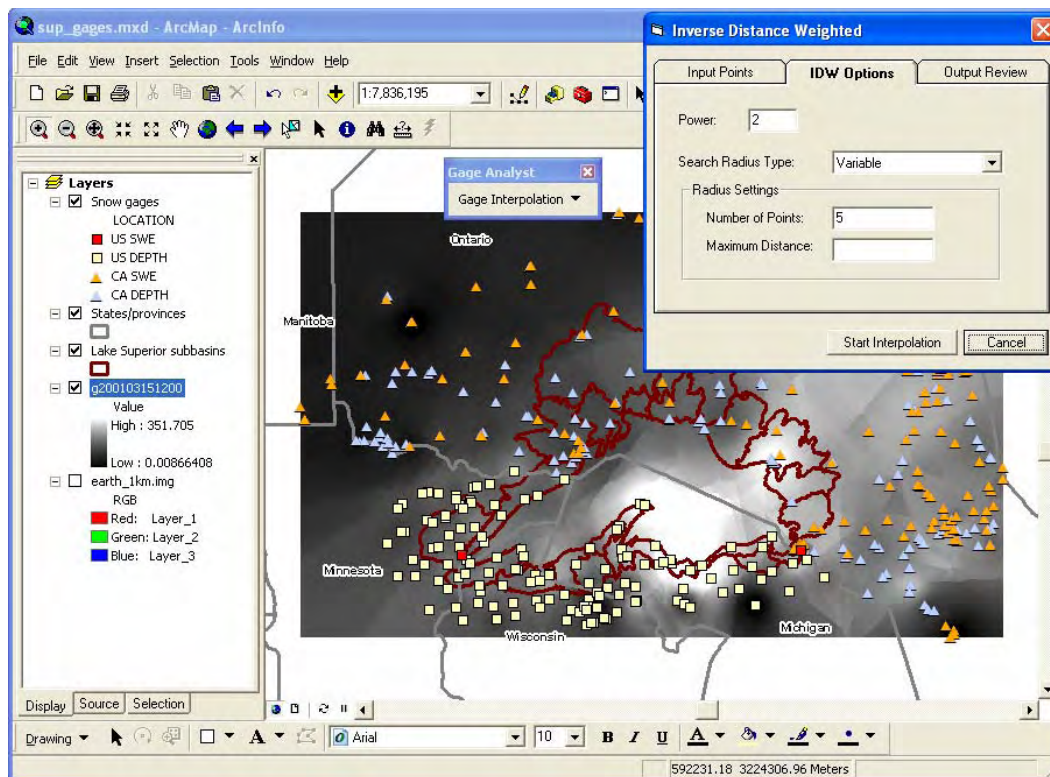 sup_gages.mxd - ArcMap - ArcInfo
File Edit View Insert Selection Tools Window Help
1:7,836,195
Layers
Snow gages
LOCATION
US SWE
US DEPTH
CA SWE
CA DEPTH
States/provinces
Lake Superior subbasins
g200103151200
Value
High : 351.705
Low : 0.00866408
earth_1km.img
RGB
Red: Layer_1
Green: Layer_2
Blue: Layer_3
Display Source Selection
Gage Analyst
Gage Interpolation
Ontario
Manitoba
Minnesota
Wisconsin
Michigan
Inverse Distance Weighted
Input Points IDW Options Output Review
Power: 2
Search Radius Type: Variable
Radius Settings
Number of Points: 5
Maximum Distance:
Start Interpolation Cancel
Drawing A Arial 10 B I U A
592231.18 3224306.96 Meters